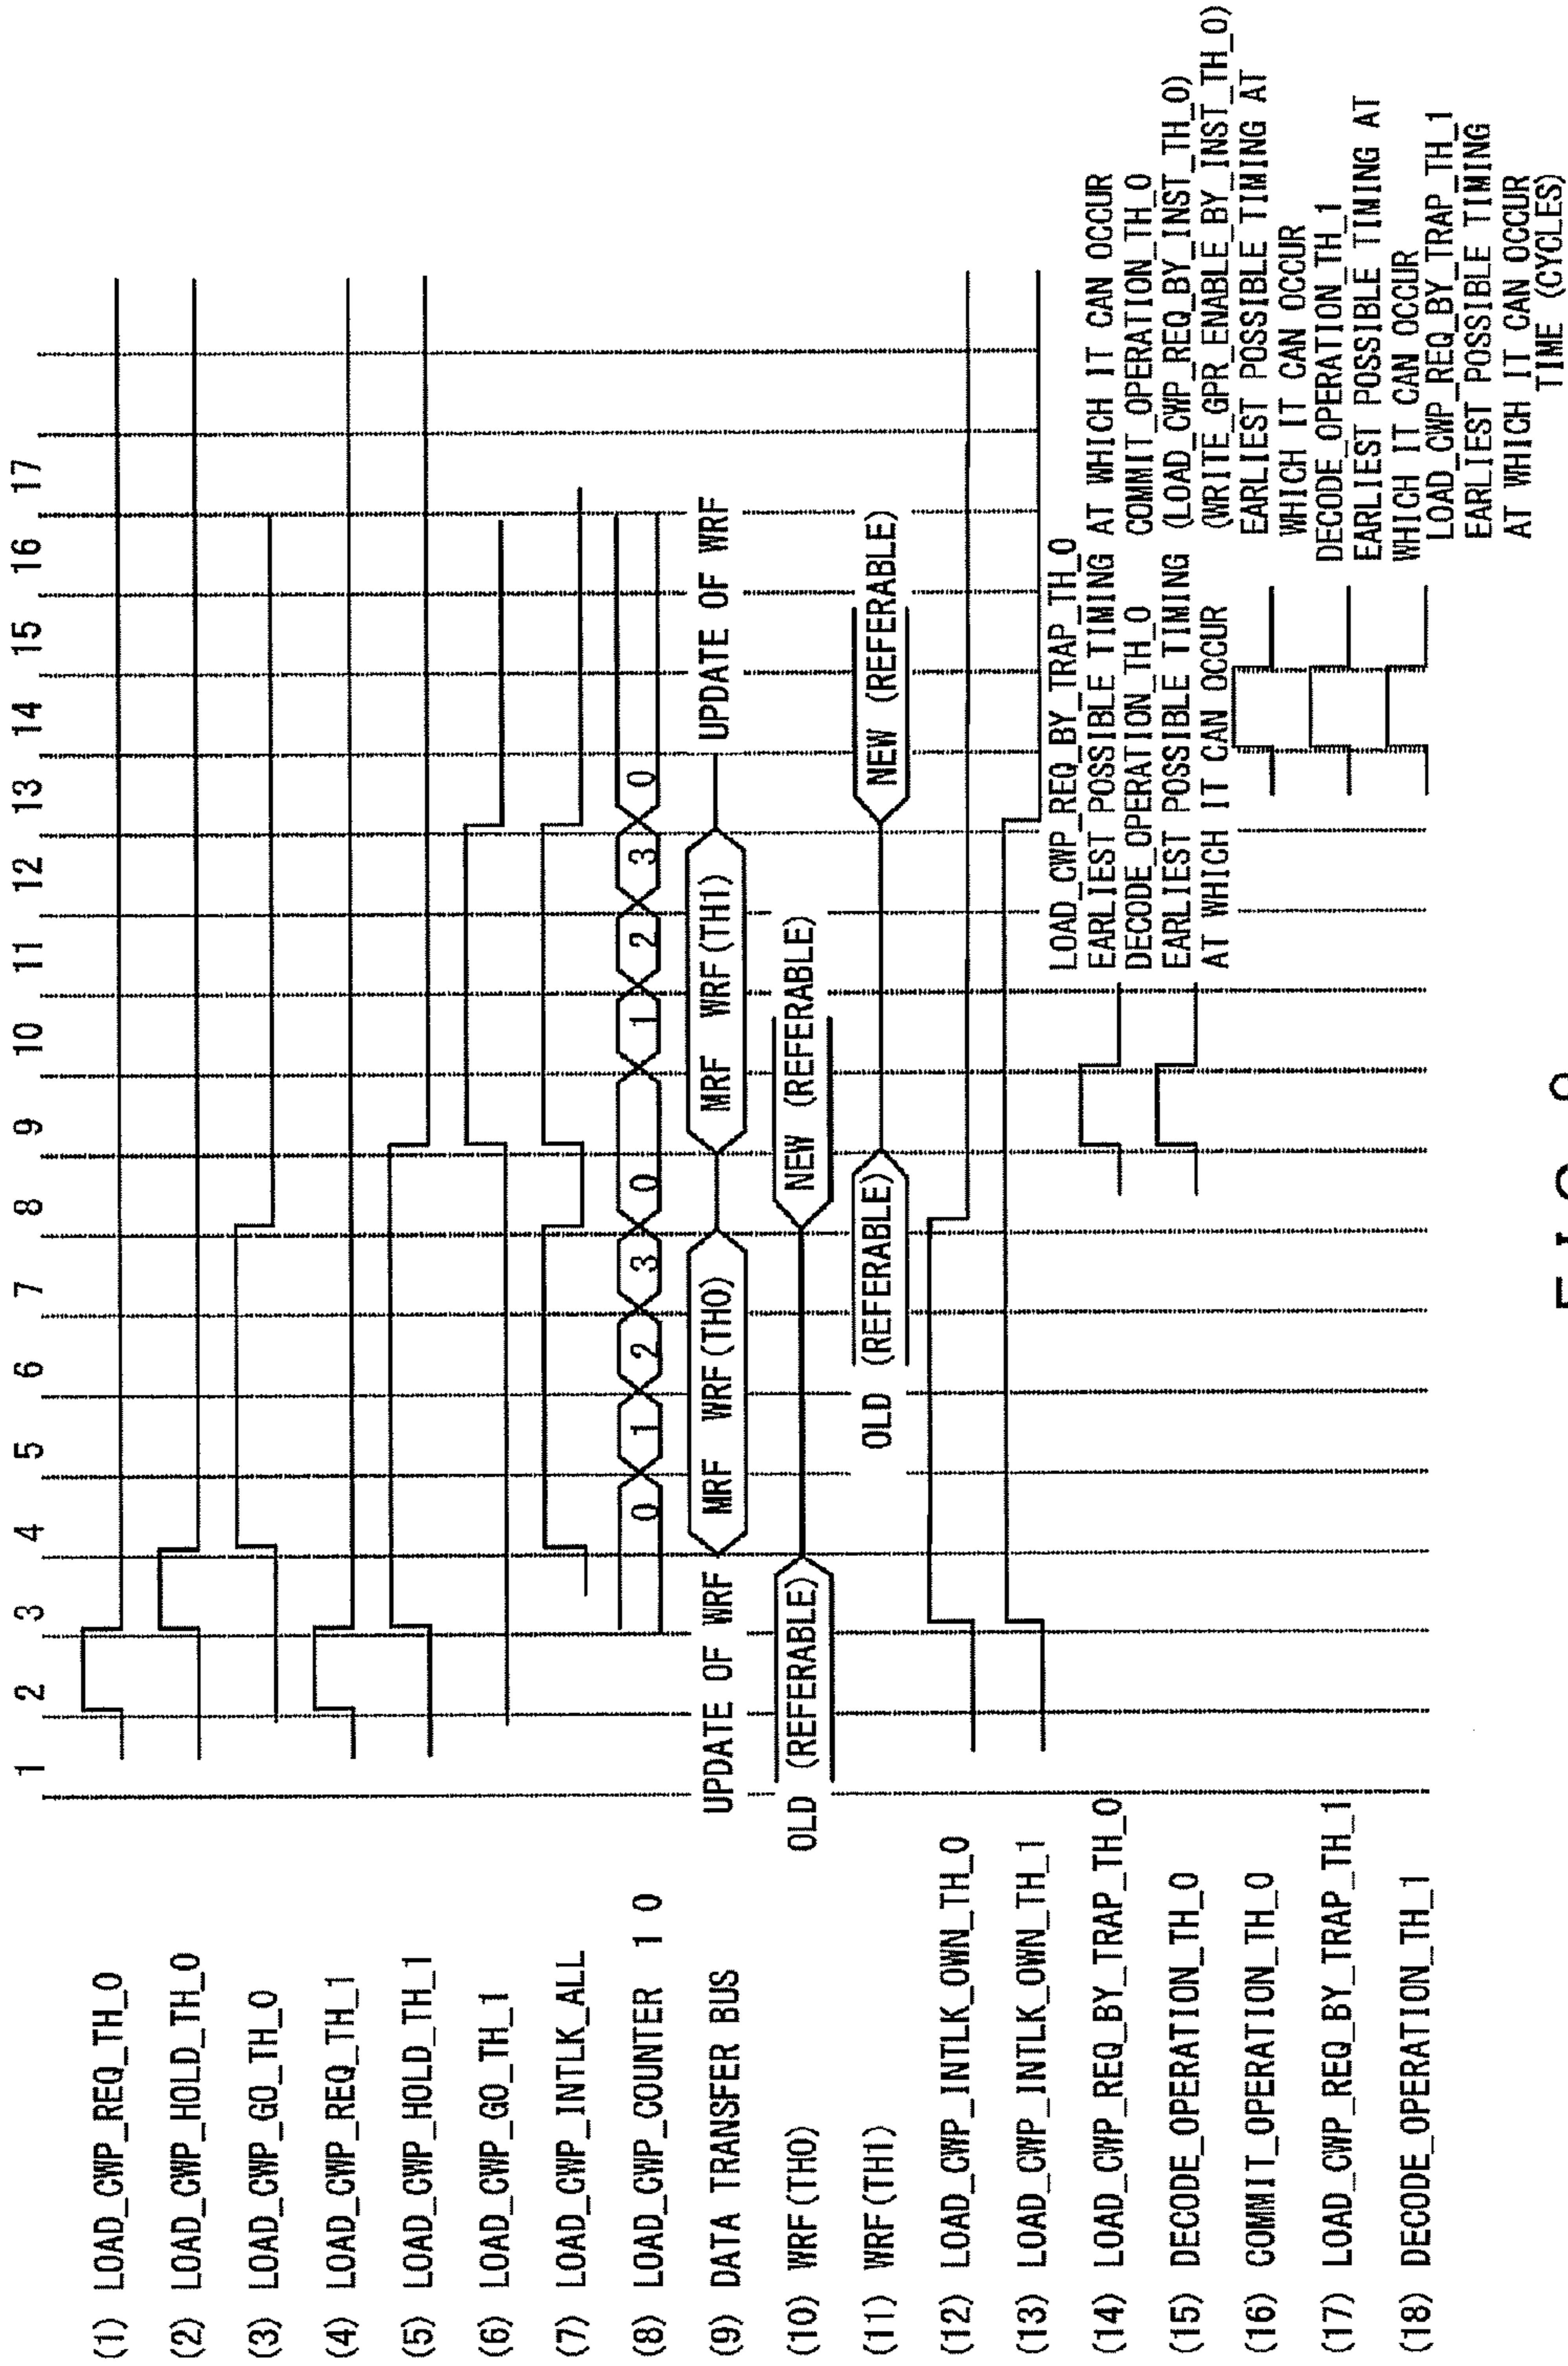 1 2 3 4 5 6 7 8 9 10 11 12 13 14 15 16 17
(1) LOAD_CWP_REQ_TH_0
(2) LOAD_CWP_HOLD_TH_0
(3) LOAD_CWP_GO_TH_0
(4) LOAD_CWP_REQ_TH_1
(5) LOAD_CWP_HOLD_TH_1
(6) LOAD_CWP_GO_TH_1
(7) LOAD_CWP_INTLK_ALL
(8) LOAD_CWP_COUNTER 1 0
0 1 2 3 0 1 2 3 0
(9) DATA TRANSFER BUS
UPDATE OF WRF
MRF WRF(TH0)
MRF WRF(TH1)
UPDATE OF WRF
(10) WRF(TH0)
OLD (REFERABLE)
NEW (REFERABLE)
(11) WRF(TH1)
OLD (REFERABLE)
NEW (REFERABLE)
(12) LOAD_CWP_INTLK_OWN_TH_0
(13) LOAD_CWP_INTLK_OWN_TH_1
(14) LOAD_CWP_REQ_BY_TRAP_TH_0
(15) DECODE_OPERATION_TH_0
(16) COMMIT_OPERATION_TH_0
(17) LOAD_CWP_REQ_BY_TRAP_TH_1
(18) DECODE_OPERATION_TH_1
LOAD_CWP_REQ_BY_TRAP_TH_0
EARLIEST POSSIBLE TIMING AT WHICH IT CAN OCCUR
DECODE_OPERATION_TH_0
EARLIEST POSSIBLE TIMING
AT WHICH IT CAN OCCUR
COMMIT_OPERATION_TH_0
(LOAD_CWP_REQ_BY_INST_TH_0)
(WRITE_GPR_ENABLE_BY_INST_TH_0)
EARLIEST POSSIBLE TIMING AT
WHICH IT CAN OCCUR
DECODE_OPERATION_TH_1
EARLIEST POSSIBLE TIMING AT
WHICH IT CAN OCCUR
LOAD_CWP_REQ_BY_TRAP_TH_1
EARLIEST POSSIBLE TIMING
AT WHICH IT CAN OCCUR
TIME (CYCLES)